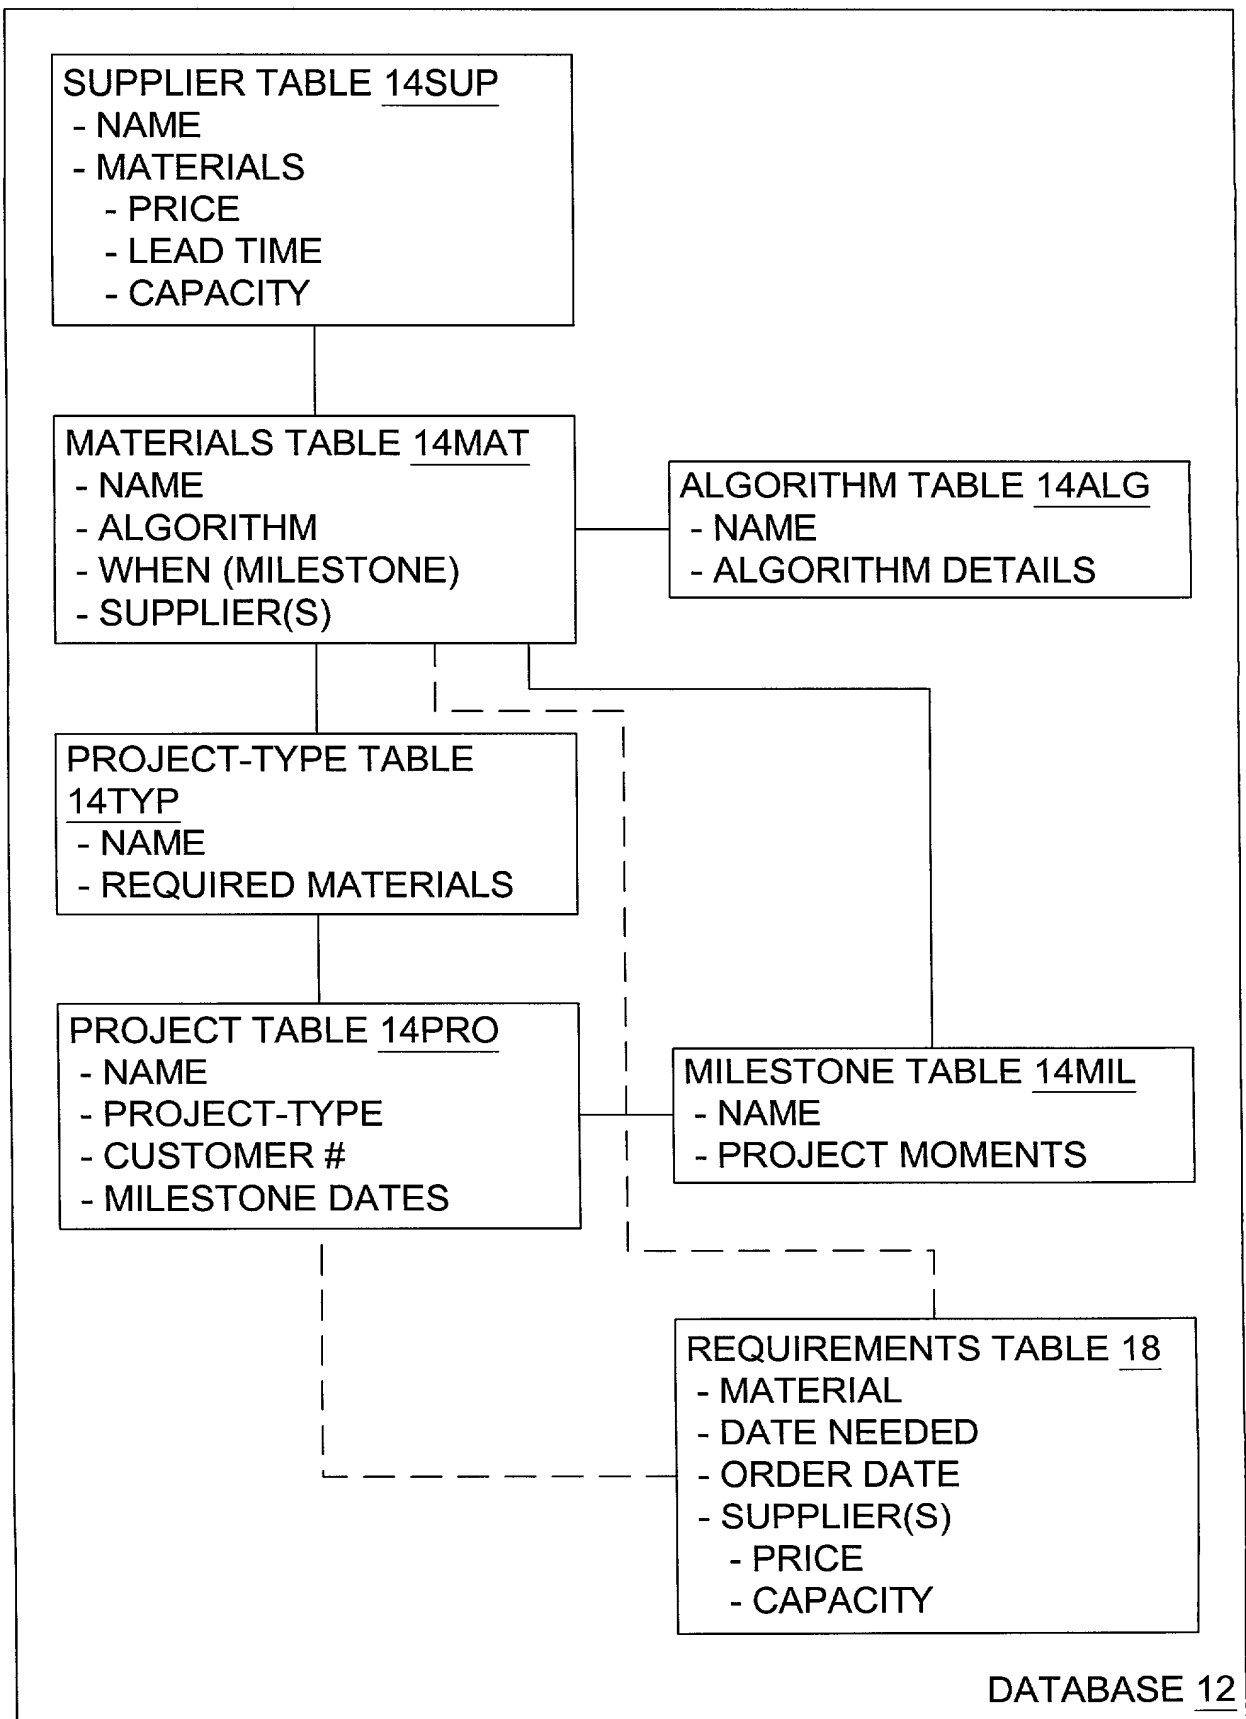 SUPPLIER TABLE 14SUP
- NAME
- MATERIALS
- PRICE
- LEAD TIME
- CAPACITY
MATERIALS TABLE 14MAT
- NAME
- ALGORITHM
- WHEN (MILESTONE)
- SUPPLIER(S)
ALGORITHM TABLE 14ALG
- NAME
- ALGORITHM DETAILS
PROJECT-TYPE TABLE
14TYP
- NAME
- REQUIRED MATERIALS
PROJECT TABLE 14PRO
- NAME
- PROJECT-TYPE
- CUSTOMER #
- MILESTONE DATES
MILESTONE TABLE 14MIL
- NAME
- PROJECT MOMENTS
REQUIREMENTS TABLE 18
- MATERIAL
- DATE NEEDED
- ORDER DATE
- SUPPLIER(S)
- PRICE
- CAPACITY
DATABASE 12